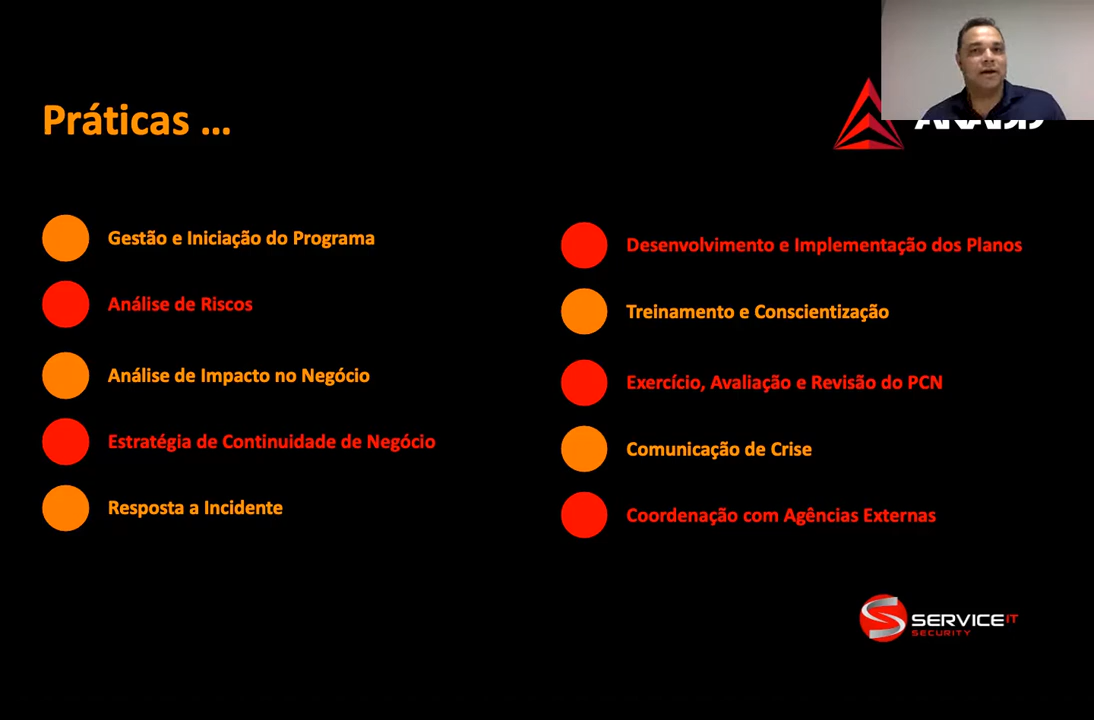 Práticas ...
Gestão e Iniciação do Programa
Análise de Riscos
Análise de Impacto no Negócio
Estratégia de Continuidade de Negócio
Resposta a Incidente
Desenvolvimento e Implementação dos Planos
Treinamento e Conscientização
Exercício, Avaliação e Revisão do PCN
Comunicação de Crise
Coordenação com Agências Externas
SERVICE IT
SECURITY